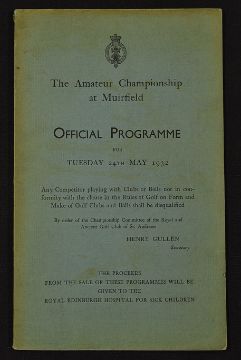 The Amateur Championship
at Muirfield
OFFICIAL PROGRAMME
FOR
TUESDAY 24TH MAY 1932
Any Competitor playing with Clubs or Balls not in con-
formity with the clause in the Rules of Golf on Form and
Make of Golf Clubs and Balls shall be disqualified
By order of the Championship Committee of the Royal and
Ancient Golf Club of St. Andrews
HENRY GULLEN
Secretary
THE PROCEEDS
FROM THE SALE OF THESE PROGRAMMES WILL BE
GIVEN TO THE
ROYAL EDINBURGH HOSPITAL FOR SICK CHILDREN